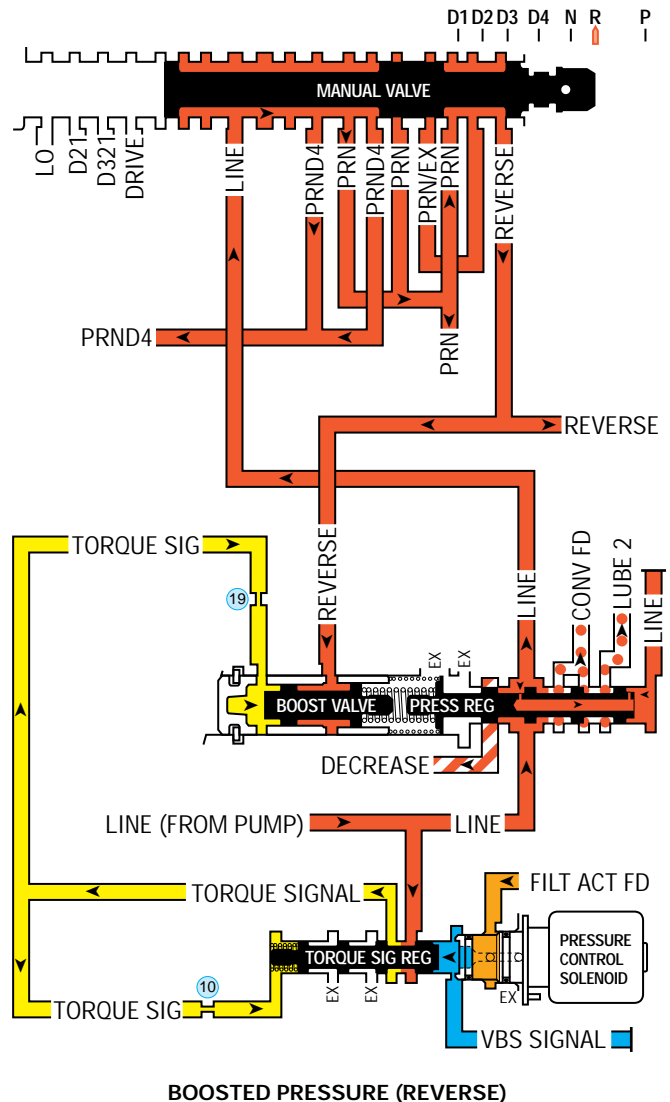 D1 D2 D3 D4 N R P
MANUAL VALVE
LO
D21
D321
DRIVE
LINE
PRND4
PRN
PRND4
PRN
PRN/EX
PRN
REVERSE
PRND4
PRN
REVERSE
TORQUE SIG
19
REVERSE
LINE
CONV FD
LUBE 2
LINE
EX
EX
BOOST VALVE
PRESS REG
DECREASE
LINE (FROM PUMP)
LINE
TORQUE SIGNAL
FILT ACT FD
TORQUE SIG REG
PRESSURE
CONTROL
SOLENOID
EX
EX
EX
10
TORQUE SIG
VBS SIGNAL
BOOSTED PRESSURE (REVERSE)